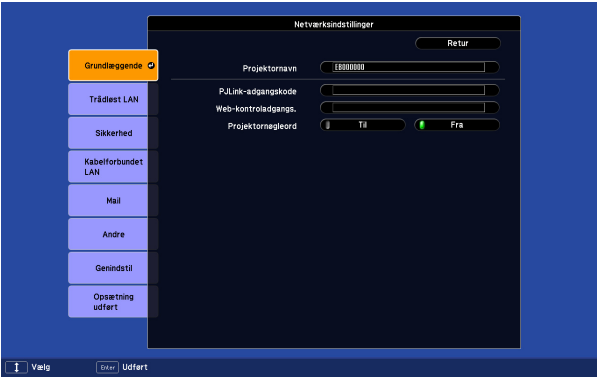 Netværksindstillinger
Retur
Grundlæggende
Projektornavn EB000000
PJLink-adgangskode
Trådløst LAN
Web-kontroladgangs.
Projektornøgleord Til Fra
Sikkerhed
Kabelforbundet
LAN
Mail
Andre
Genindstil
Opsætning
udført
Vælg Enter Udført